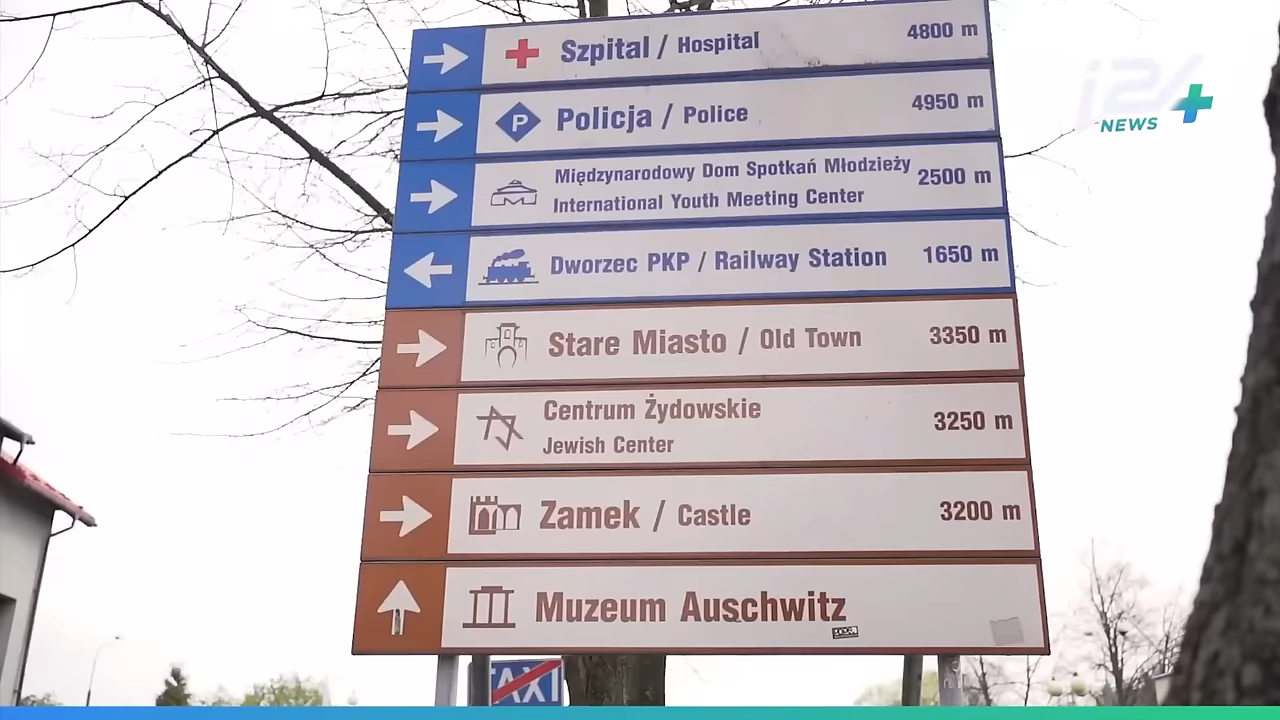 Szpital / Hospital 4800 m
i24
NEWS
P Policja / Police 4950 m
Międzynarodowy Dom Spotkań Młodzieży
International Youth Meeting Center 2500 m
Dworzec PKP / Railway Station 1650 m
Stare Miasto / Old Town 3350 m
Centrum Żydowskie
Jewish Center 3250 m
Zamek / Castle 3200 m
Muzeum Auschwitz
TAXI